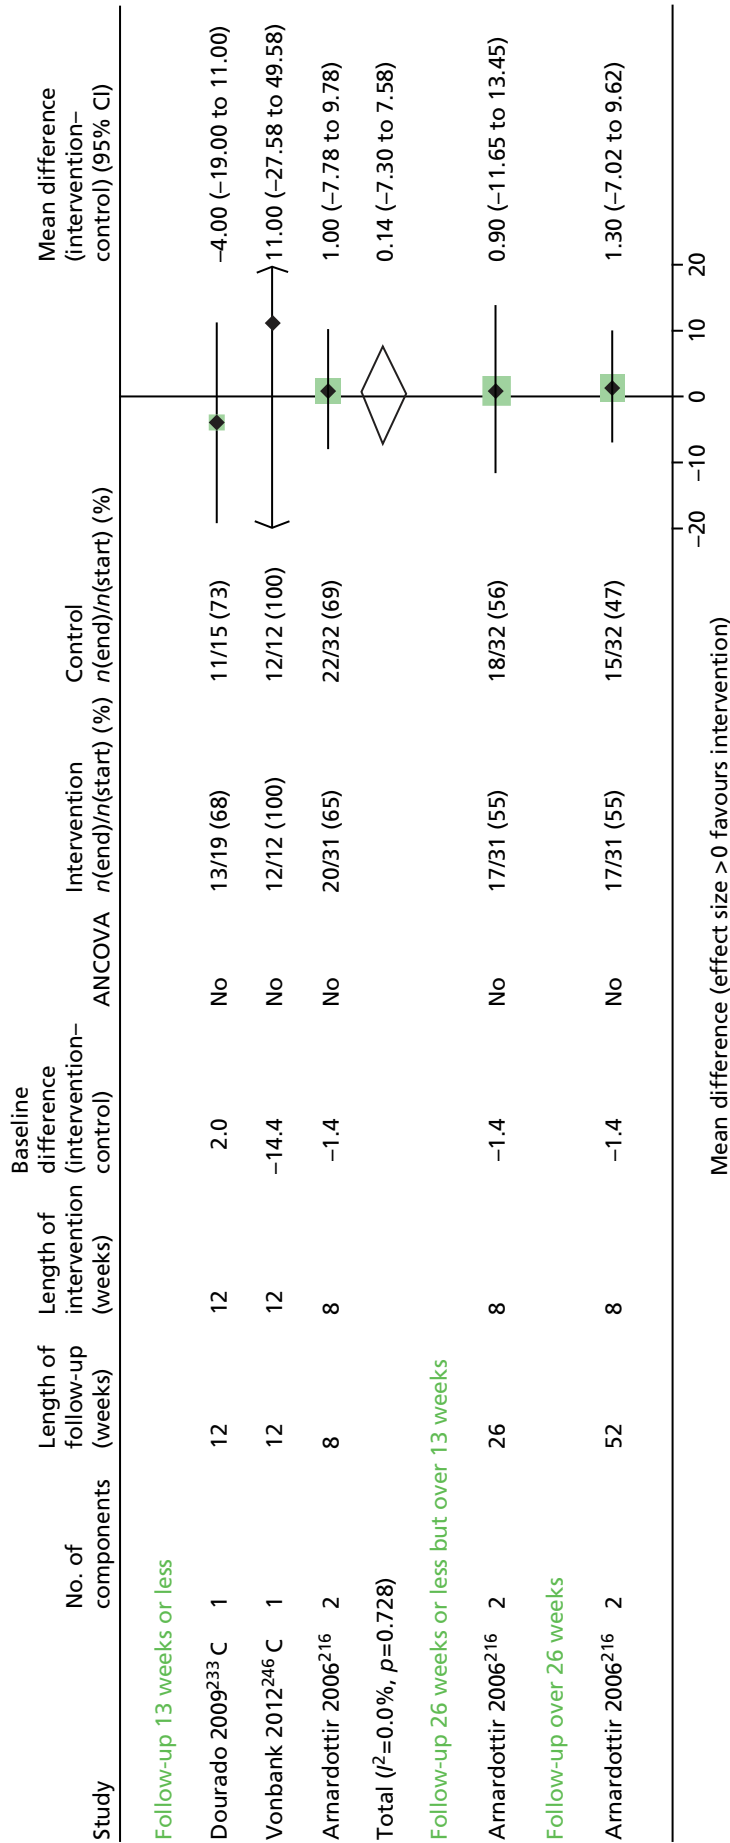 Study
No. of
components
Length of
follow-up
(weeks)
Length of
intervention
(weeks)
Baseline
difference
(intervention–
control)
ANCOVA
Intervention
n(end)/n(start) (%)
Control
n(end)/n(start) (%)
Mean difference
(intervention–
control) (95% CI)
Follow-up 13 weeks or less
Dourado 2009²³³ C 1 12 12 2.0 No 13/19 (68) 11/15 (73) −4.00 (−19.00 to 11.00)
Vonbank 2012²⁴⁶ C 1 12 12 −14.4 No 12/12 (100) 12/12 (100) 11.00 (−27.58 to 49.58)
Arnardottir 2006²¹⁶ 2 8 8 −1.4 No 20/31 (65) 22/32 (69) 1.00 (−7.78 to 9.78)
Total (I²=0.0%, p=0.728) 0.14 (−7.30 to 7.58)
Follow-up 26 weeks or less but over 13 weeks
Arnardottir 2006²¹⁶ 2 26 8 −1.4 No 17/31 (55) 18/32 (56) 0.90 (−11.65 to 13.45)
Follow-up over 26 weeks
Arnardottir 2006²¹⁶ 2 52 8 −1.4 No 17/31 (55) 15/32 (47) 1.30 (−7.02 to 9.62)
−20 −10 0 10 20
Mean difference (effect size >0 favours intervention)